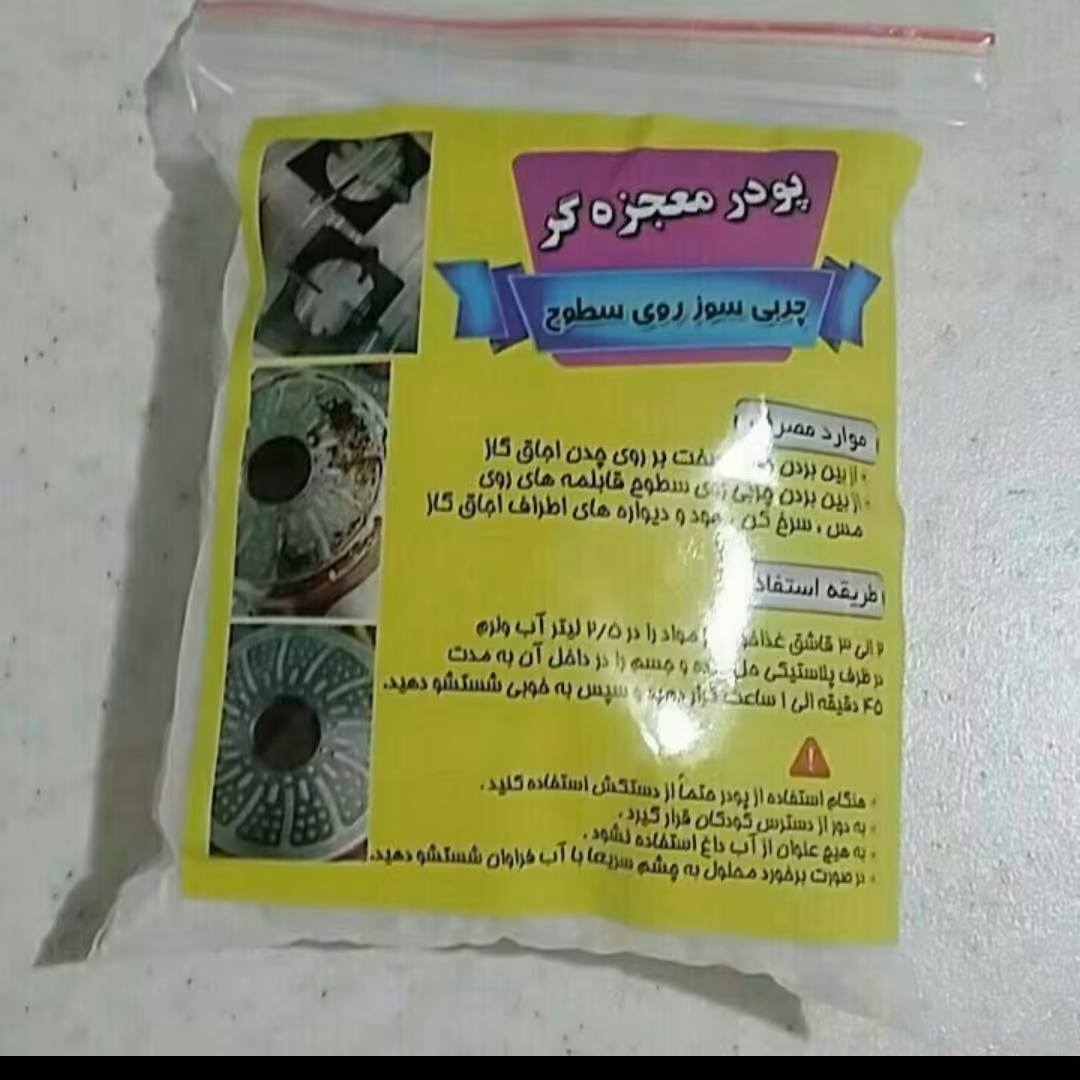 پودر معجزه گر
چربی سوز روی سطوح
موارد مصرف
• از بین بردن بر روی چدن اجاق گاز
• از بین بردن چربی روی سطوح قابلمه های روی
مس ، سرخ کن ، هود و دیواره های اطراف اجاق گاز
طریقه استفاده
۲ الی ۳ قاشق غذاخوری مواد را در ۲/۵ لیتر آب ولرم
در ظرف پلاستیکی حل کرده و جسم را در داخل آن به مدت
۴۵ دقیقه الی ۱ ساعت قرار دهید و سپس به خوبی شستشو دهید.
• هنگام استفاده از پودر حتماً از دستکش استفاده کنید .
• به دور از دسترس کودکان قرار گیرد .
• به هیچ عنوان از آب داغ استفاده نشود .
• در صورت برخورد محلول به چشم سریعا با آب فراوان شستشو دهید.